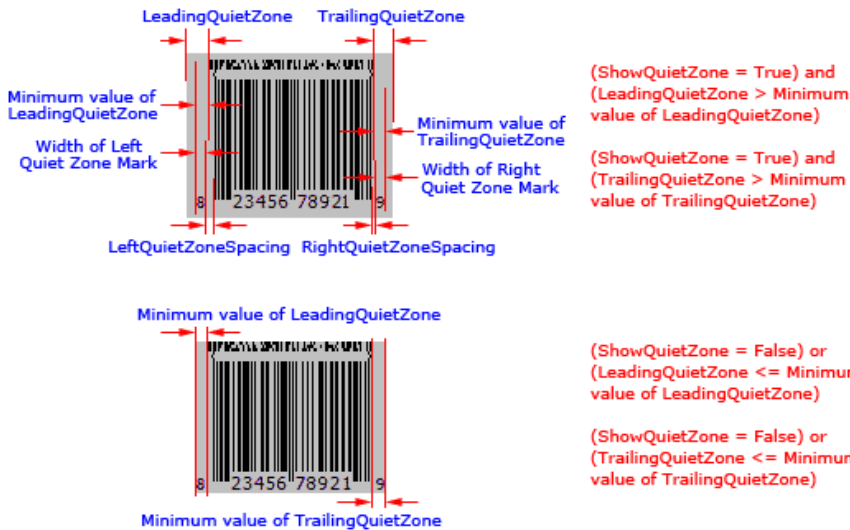 LeadingQuietZone TrailingQuietZone
Minimum value of
LeadingQuietZone
Width of Left
Quiet Zone Mark
Minimum value of
TrailingQuietZone
Width of Right
Quiet Zone Mark
8 23456 78921 9
LeftQuietZoneSpacing RightQuietZoneSpacing
(ShowQuietZone = True) and
(LeadingQuietZone > Minimum
value of LeadingQuietZone)
(ShowQuietZone = True) and
(TrailingQuietZone > Minimum
value of TrailingQuietZone)
Minimum value of LeadingQuietZone
8 23456 78921 9
Minimum value of TrailingQuietZone
(ShowQuietZone = False) or
(LeadingQuietZone <= Minimum
value of LeadingQuietZone)
(ShowQuietZone = False) or
(TrailingQuietZone <= Minimum
value of TrailingQuietZone)